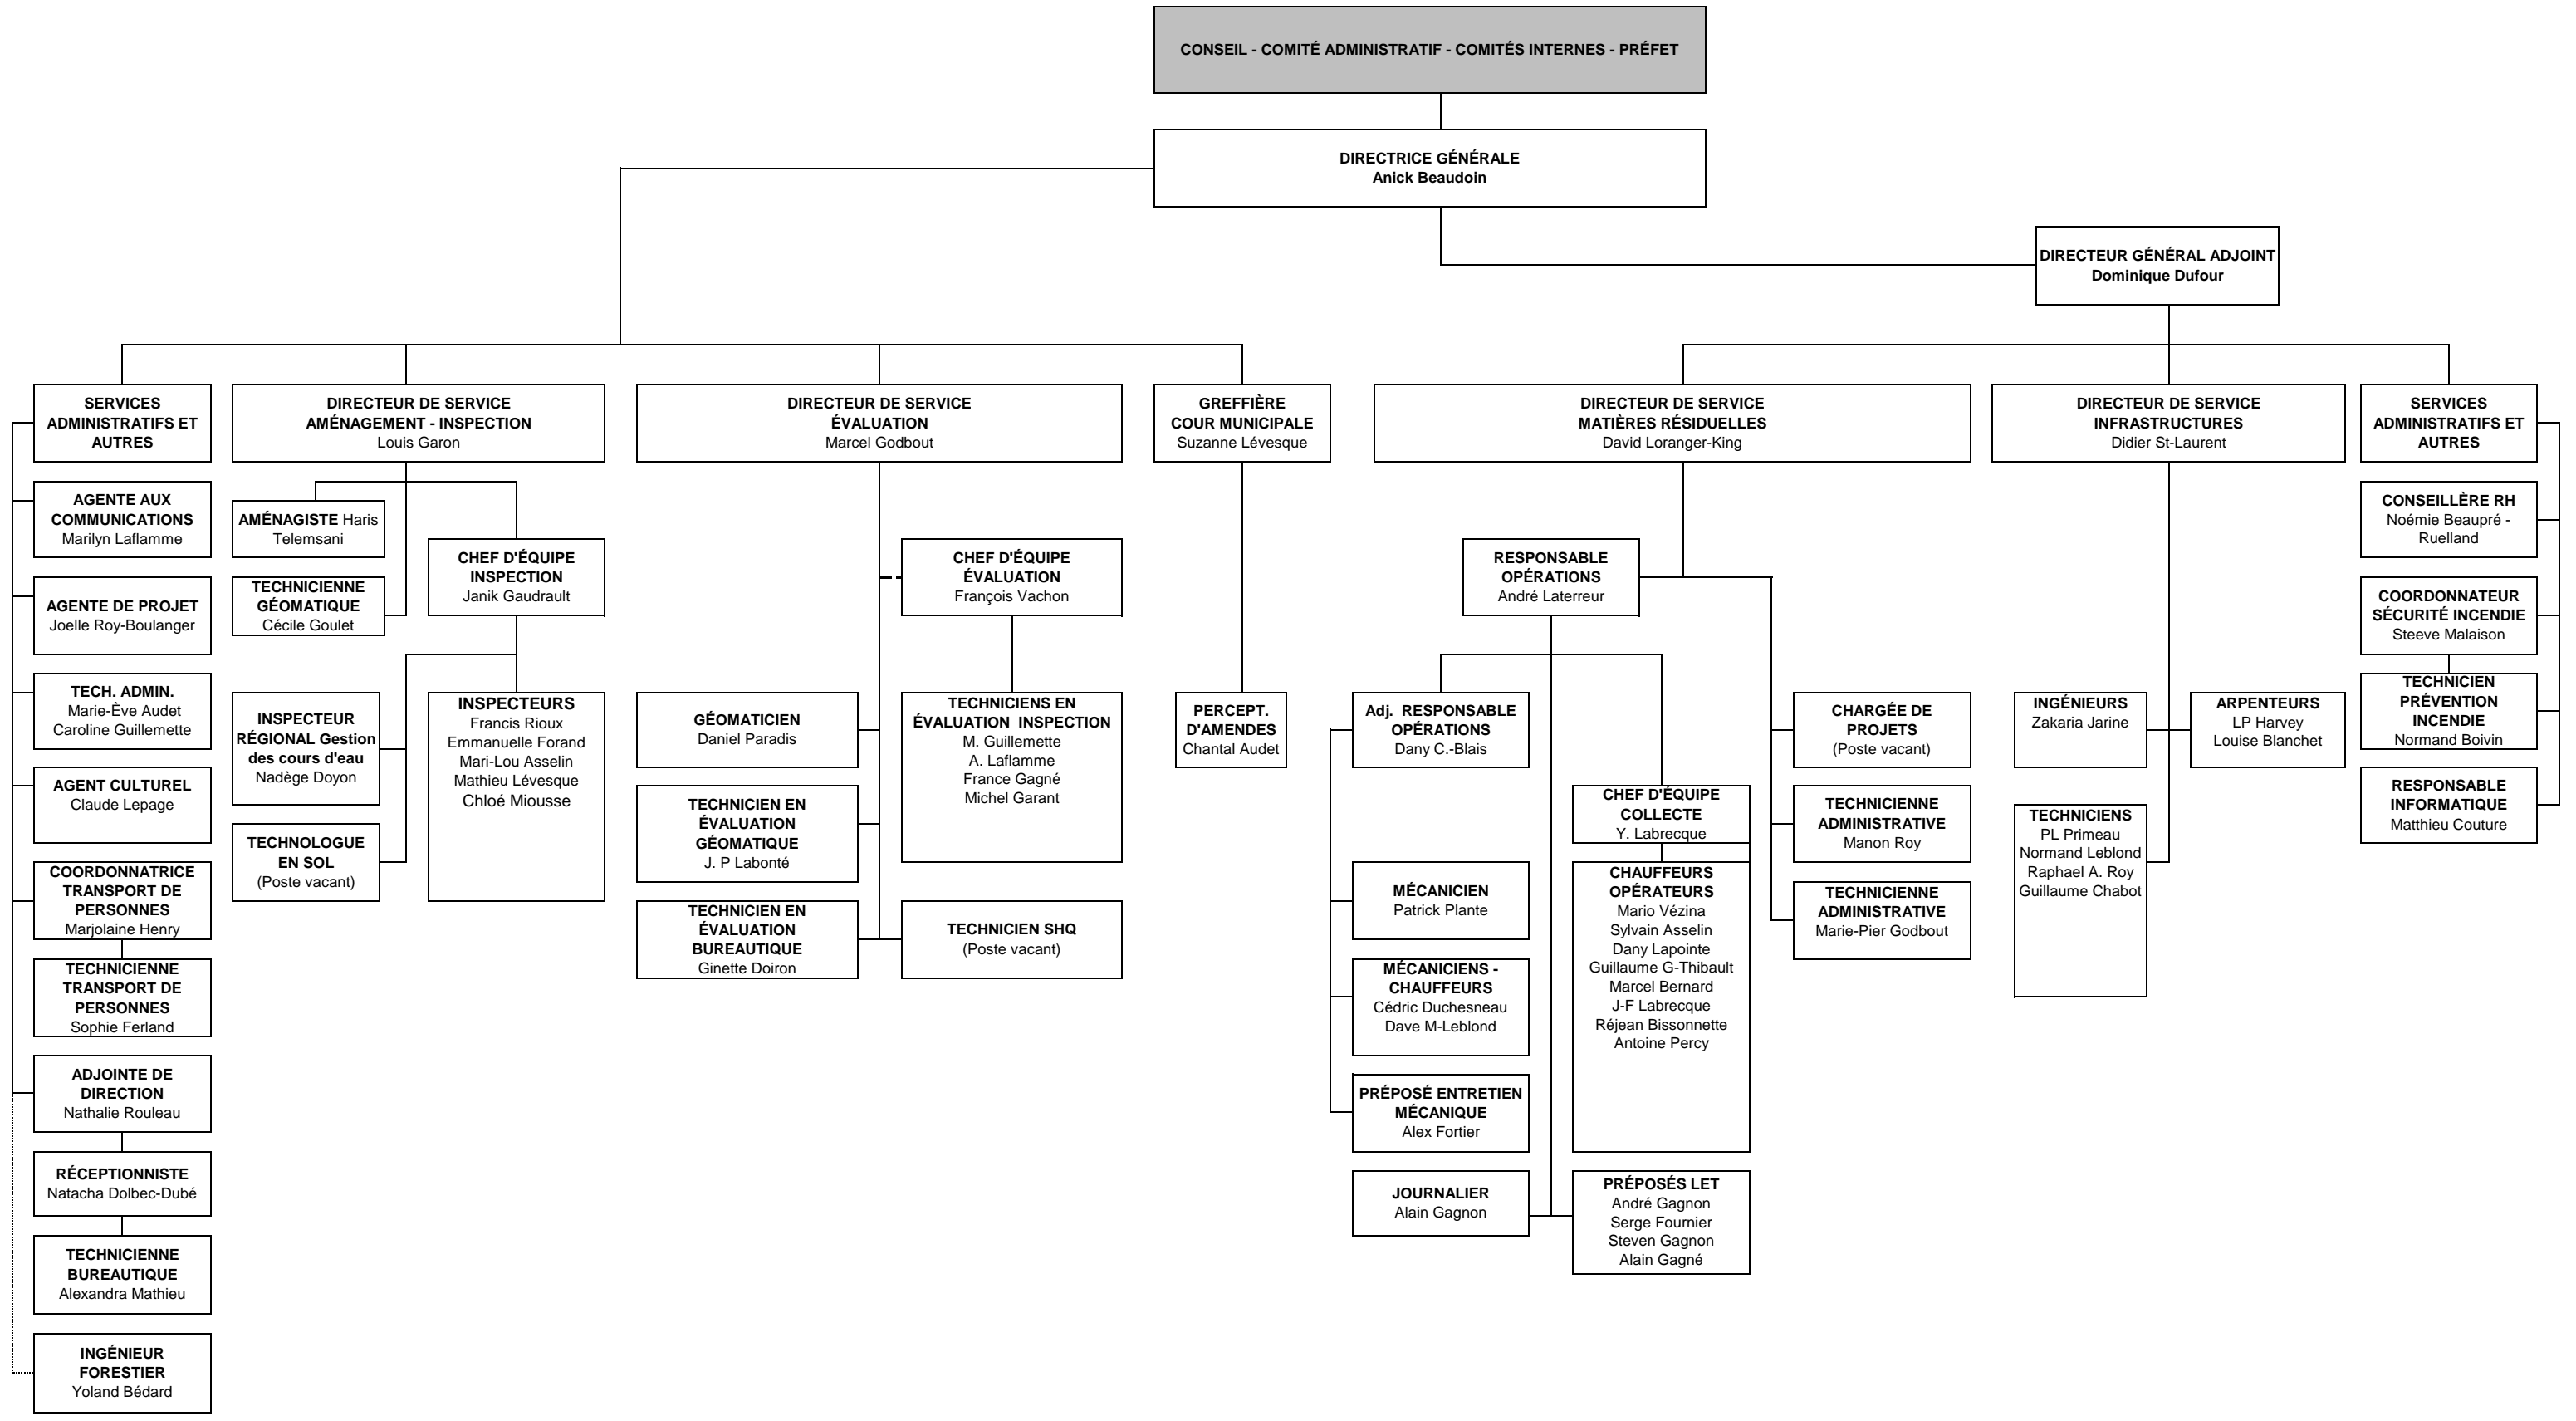 CONSEIL - COMITÉ ADMINISTRATIF - COMITÉS INTERNES - PRÉFET
DIRECTRICE GÉNÉRALE
Anick Beaudoin
DIRECTEUR GÉNÉRAL ADJOINT
Dominique Dufour
SERVICES
ADMINISTRATIFS ET
AUTRES
AGENTE AUX
COMMUNICATIONS
Marilyn Laflamme
AGENTE DE PROJET
Joelle Roy-Boulanger
TECH. ADMIN.
Marie-Ève Audet
Caroline Guillemette
AGENT CULTUREL
Claude Lepage
COORDONNATRICE
TRANSPORT DE
PERSONNES
Marjolaine Henry
TECHNICIENNE
TRANSPORT DE
PERSONNES
Sophie Ferland
ADJOINTE DE
DIRECTION
Nathalie Rouleau
RÉCEPTIONNISTE
Natacha Dolbec-Dubé
TECHNICIENNE
BUREAUTIQUE
Alexandra Mathieu
INGÉNIEUR
FORESTIER
Yoland Bédard
DIRECTEUR DE SERVICE
AMÉNAGEMENT - INSPECTION
Louis Garon
AMÉNAGISTE Haris
Telemsani
TECHNICIENNE
GÉOMATIQUE
Cécile Goulet
CHEF D'ÉQUIPE
INSPECTION
Janik Gaudrault
INSPECTEUR
RÉGIONAL Gestion
des cours d'eau
Nadège Doyon
TECHNOLOGUE
EN SOL
(Poste vacant)
INSPECTEURS
Francis Rioux
Emmanuelle Forand
Mari-Lou Asselin
Mathieu Lévesque
Chloé Miousse
DIRECTEUR DE SERVICE
ÉVALUATION
Marcel Godbout
CHEF D'ÉQUIPE
ÉVALUATION
François Vachon
GÉOMATICIEN
Daniel Paradis
TECHNICIEN EN
ÉVALUATION
GÉOMATIQUE
J. P Labonté
TECHNICIEN EN
ÉVALUATION
BUREAUTIQUE
Ginette Doiron
TECHNICIENS EN
ÉVALUATION INSPECTION
M. Guillemette
A. Laflamme
France Gagné
Michel Garant
TECHNICIEN SHQ
(Poste vacant)
GREFFIÈRE
COUR MUNICIPALE
Suzanne Lévesque
PERCEPT.
D'AMENDES
Chantal Audet
DIRECTEUR DE SERVICE
MATIÈRES RÉSIDUELLES
David Loranger-King
RESPONSABLE
OPÉRATIONS
André Laterreur
Adj. RESPONSABLE
OPÉRATIONS
Dany C.-Blais
MÉCANICIEN
Patrick Plante
MÉCANICIENS -
CHAUFFEURS
Cédric Duchesneau
Dave M-Leblond
PRÉPOSÉ ENTRETIEN
MÉCANIQUE
Alex Fortier
JOURNALIER
Alain Gagnon
CHEF D'ÉQUIPE
COLLECTE
Y. Labrecque
CHAUFFEURS
OPÉRATEURS
Mario Vézina
Sylvain Asselin
Dany Lapointe
Guillaume G-Thibault
Marcel Bernard
J-F Labrecque
Réjean Bissonnette
Antoine Percy
PRÉPOSÉS LET
André Gagnon
Serge Fournier
Steven Gagnon
Alain Gagné
CHARGÉE DE
PROJETS
(Poste vacant)
TECHNICIENNE
ADMINISTRATIVE
Manon Roy
TECHNICIENNE
ADMINISTRATIVE
Marie-Pier Godbout
DIRECTEUR DE SERVICE
INFRASTRUCTURES
Didier St-Laurent
INGÉNIEURS
Zakaria Jarine
ARPENTEURS
LP Harvey
Louise Blanchet
TECHNICIENS
PL Primeau
Normand Leblond
Raphael A. Roy
Guillaume Chabot
SERVICES
ADMINISTRATIFS ET
AUTRES
CONSEILLÈRE RH
Noémie Beaupré -
Ruelland
COORDONNATEUR
SÉCURITÉ INCENDIE
Steeve Malaison
TECHNICIEN
PRÉVENTION
INCENDIE
Normand Boivin
RESPONSABLE
INFORMATIQUE
Matthieu Couture